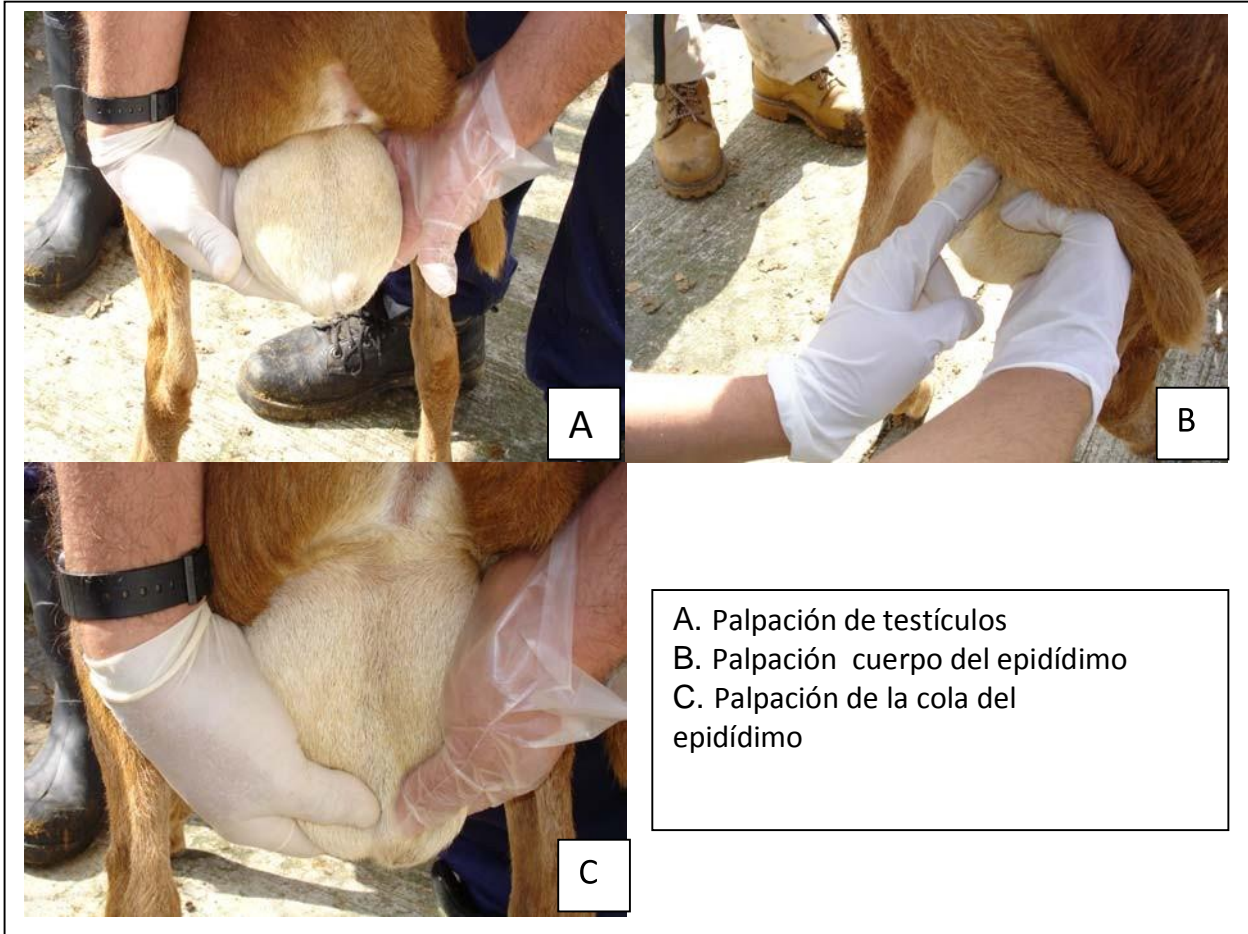 A
B
C
A. Palpación de testículos
B. Palpación cuerpo del epidídimo
C. Palpación de la cola del
epidídimo